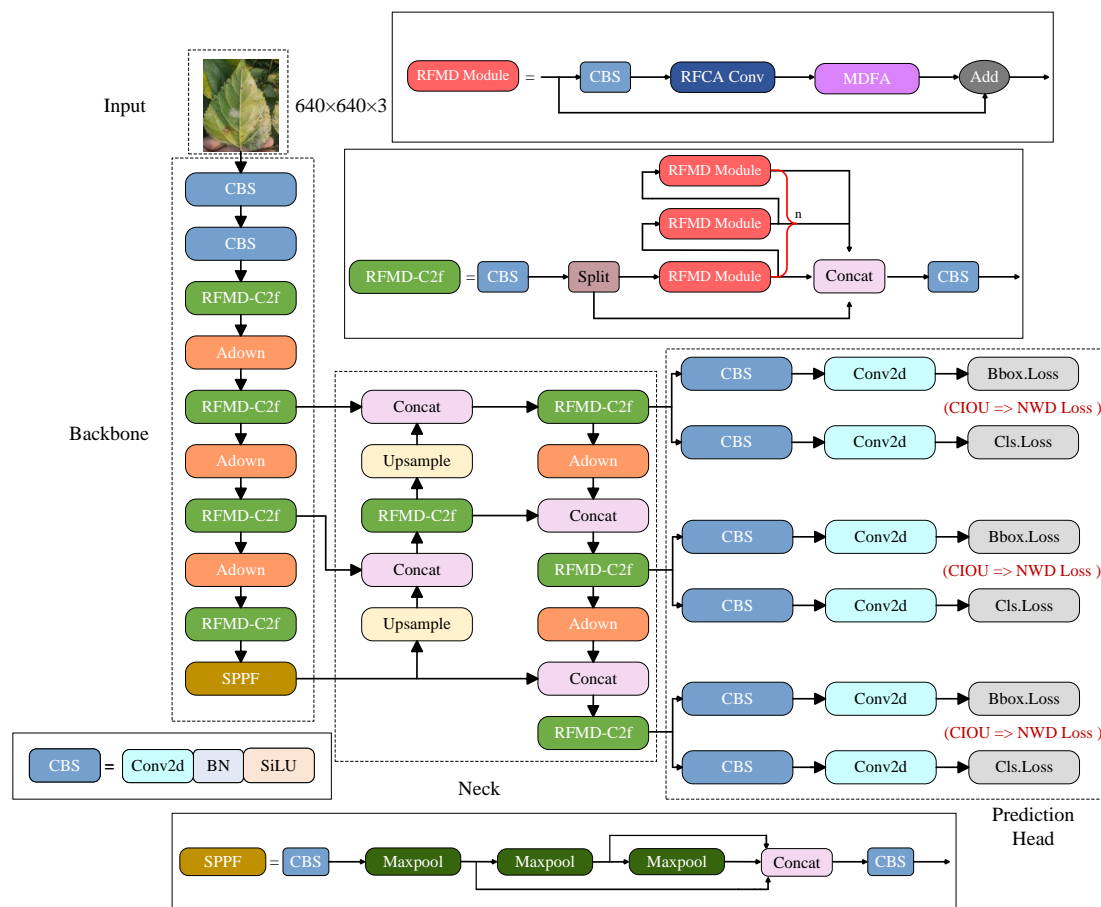 RFMD Module = CBS RFCA Conv MDFA Add
Input
640×640×3
RFMD Module
RFMD Module
n
RFMD-C2f = CBS Split RFMD Module Concat CBS
Backbone
CBS
CBS
RFMD-C2f
Adown
RFMD-C2f
Adown
RFMD-C2f
Adown
RFMD-C2f
SPPF
Concat
Upsample
RFMD-C2f
Concat
Upsample
RFMD-C2f
Adown
Concat
RFMD-C2f
Adown
Concat
RFMD-C2f
Neck
CBS Conv2d Bbox.Loss
(CIOU => NWD Loss )
CBS Conv2d Cls.Loss
CBS Conv2d Bbox.Loss
(CIOU => NWD Loss )
CBS Conv2d Cls.Loss
CBS Conv2d Bbox.Loss
(CIOU => NWD Loss )
CBS Conv2d Cls.Loss
Prediction
Head
CBS = Conv2d BN SiLU
SPPF = CBS Maxpool Maxpool Maxpool Concat CBS